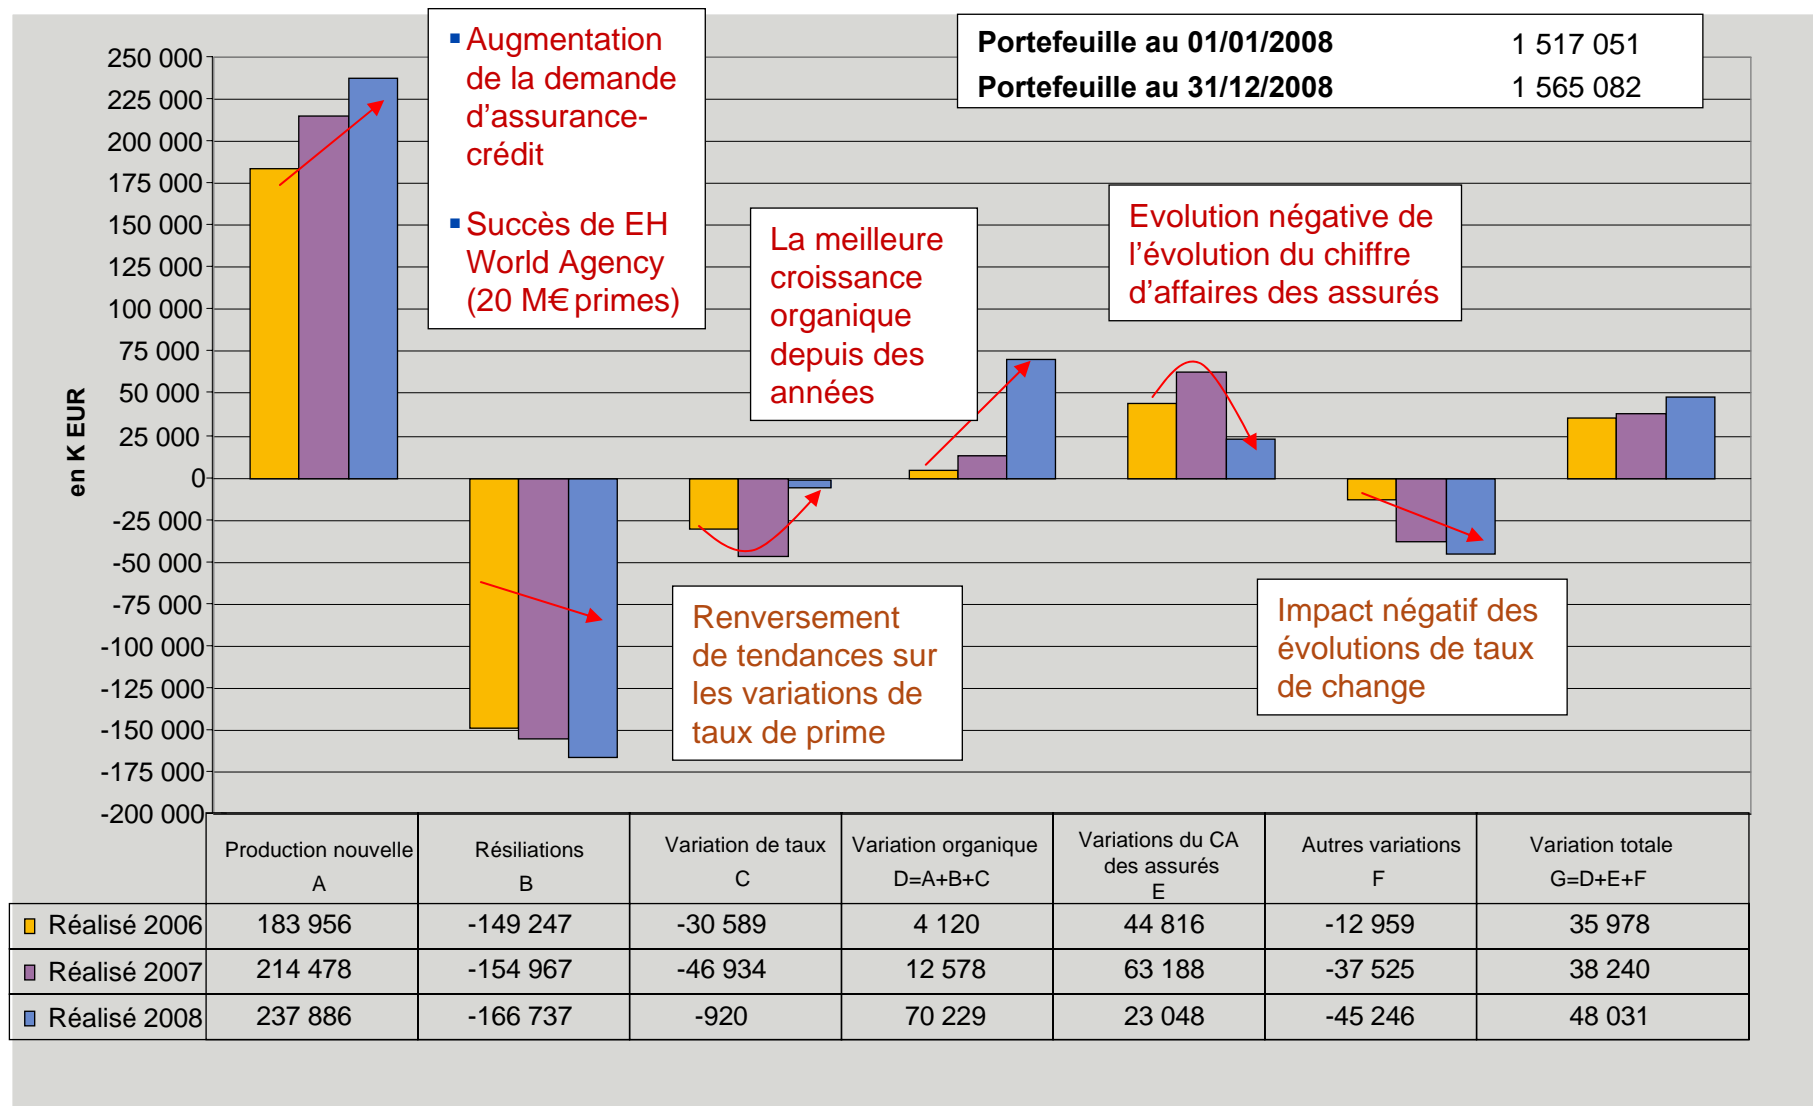 ▪Augmentation
de la demande
d'assurance-
crédit
▪Succès de EH
World Agency
(20 M€ primes)
Portefeuille au 01/01/2008 1 517 051
Portefeuille au 31/12/2008 1 565 082
La meilleure
croissance
organique
depuis des
années
Evolution négative de
l'évolution du chiffre
d'affaires des assurés
Renversement
de tendances sur
les variations de
taux de prime
Impact négatif des
évolutions de taux
de change
en K EUR
250 000
225 000
200 000
175 000
150 000
125 000
100 000
75 000
50 000
25 000
0
-25 000
-50 000
-75 000
-100 000
-125 000
-150 000
-175 000
-200 000
Production nouvelle
A
Résiliations
B
Variation de taux
C
Variation organique
D=A+B+C
Variations du CA
des assurés
E
Autres variations
F
Variation totale
G=D+E+F
Réalisé 2006 183 956 -149 247 -30 589 4 120 44 816 -12 959 35 978
Réalisé 2007 214 478 -154 967 -46 934 12 578 63 188 -37 525 38 240
Réalisé 2008 237 886 -166 737 -920 70 229 23 048 -45 246 48 031